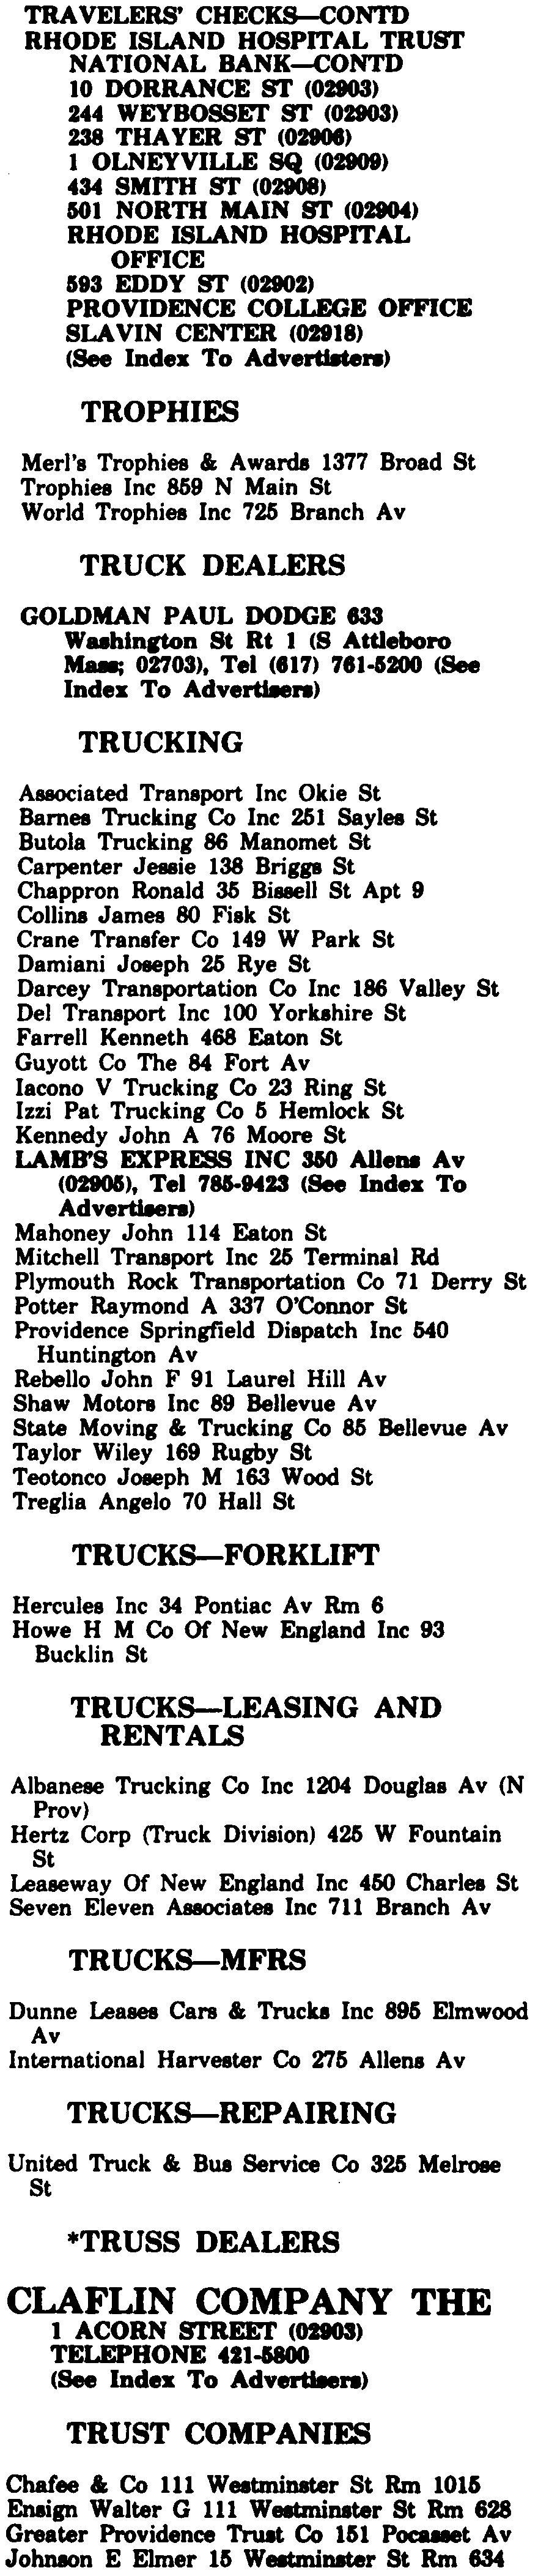 TRAVELERS' CHECKS—CONTD
RHODE ISLAND HOSPITAL TRUST
NATIONAL BANK—CONTD
10 DORRANCE ST (02903)
244 WEYBOSSET ST (02903)
238 THAYER ST (02906)
1 OLNEYVILLE SQ (02909)
434 SMITH ST (02908)
501 NORTH MAIN ST (02904)
RHODE ISLAND HOSPITAL
OFFICE
593 EDDY ST (02902)
PROVIDENCE COLLEGE OFFICE
SLAVIN CENTER (02918)
(See Index To Advertisters)
TROPHIES
Merl's Trophies & Awards 1377 Broad St
Trophies Inc 859 N Main St
World Trophies Inc 725 Branch Av
TRUCK DEALERS
GOLDMAN PAUL DODGE 633
Washington St Rt 1 (S Attleboro
Mass; 02703), Tel (617) 761-5200 (See
Index To Advertisers)
TRUCKING
Associated Transport Inc Okie St
Barnes Trucking Co Inc 251 Sayles St
Butola Trucking 86 Manomet St
Carpenter Jessie 138 Briggs St
Chappron Ronald 35 Bissell St Apt 9
Collins James 80 Fisk St
Crane Transfer Co 149 W Park St
Damiani Joseph 25 Rye St
Darcey Transportation Co Inc 186 Valley St
Del Transport Inc 100 Yorkshire St
Farrell Kenneth 468 Eaton St
Guyott Co The 84 Fort Av
Iacono V Trucking Co 23 Ring St
Izzi Pat Trucking Co 5 Hemlock St
Kennedy John A 76 Moore St
LAMB'S EXPRESS INC 350 Allens Av
(02905), Tel 785-9423 (See Index To
Advertisers)
Mahoney John 114 Eaton St
Mitchell Transport Inc 25 Terminal Rd
Plymouth Rock Transportation Co 71 Derry St
Potter Raymond A 337 O'Connor St
Providence Springfield Dispatch Inc 540
Huntington Av
Rebello John F 91 Laurel Hill Av
Shaw Motors Inc 89 Bellevue Av
State Moving & Trucking Co 85 Bellevue Av
Taylor Wiley 169 Rugby St
Teotonco Joseph M 163 Wood St
Treglia Angelo 70 Hall St
TRUCKS—FORKLIFT
Hercules Inc 34 Pontiac Av Rm 6
Howe H M Co Of New England Inc 93
Bucklin St
TRUCKS—LEASING AND
RENTALS
Albanese Trucking Co Inc 1204 Douglas Av (N
Prov)
Hertz Corp (Truck Division) 425 W Fountain
St
Leaseway Of New England Inc 450 Charles St
Seven Eleven Associates Inc 711 Branch Av
TRUCKS—MFRS
Dunne Leases Cars & Trucks Inc 895 Elmwood
Av
International Harvester Co 275 Allens Av
TRUCKS—REPAIRING
United Truck & Bus Service Co 325 Melrose
St
*TRUSS DEALERS
CLAFLIN COMPANY THE
1 ACORN STREET (02903)
TELEPHONE 421-5800
(See Index To Advertisers)
TRUST COMPANIES
Chafee & Co 111 Westminster St Rm 1015
Ensign Walter G 111 Westminster St Rm 628
Greater Providence Trust Co 151 Pocasset Av
Johnson E Elmer 15 Westminster St Rm 634